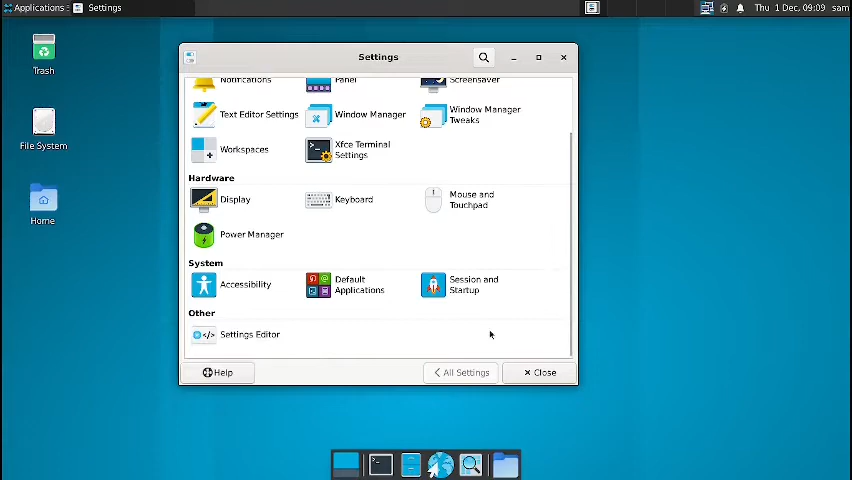 Applications
Settings
Thu 1 Dec, 09:09
sam
Trash
File System
Home
Settings
Notifications
Panel
Screensaver
Text Editor Settings
Window Manager
Window Manager
Tweaks
Workspaces
Xfce Terminal
Settings
Hardware
Display
Keyboard
Mouse and
Touchpad
Power Manager
System
Accessibility
Default
Applications
Session and
Startup
Other
Settings Editor
Help
All Settings
Close